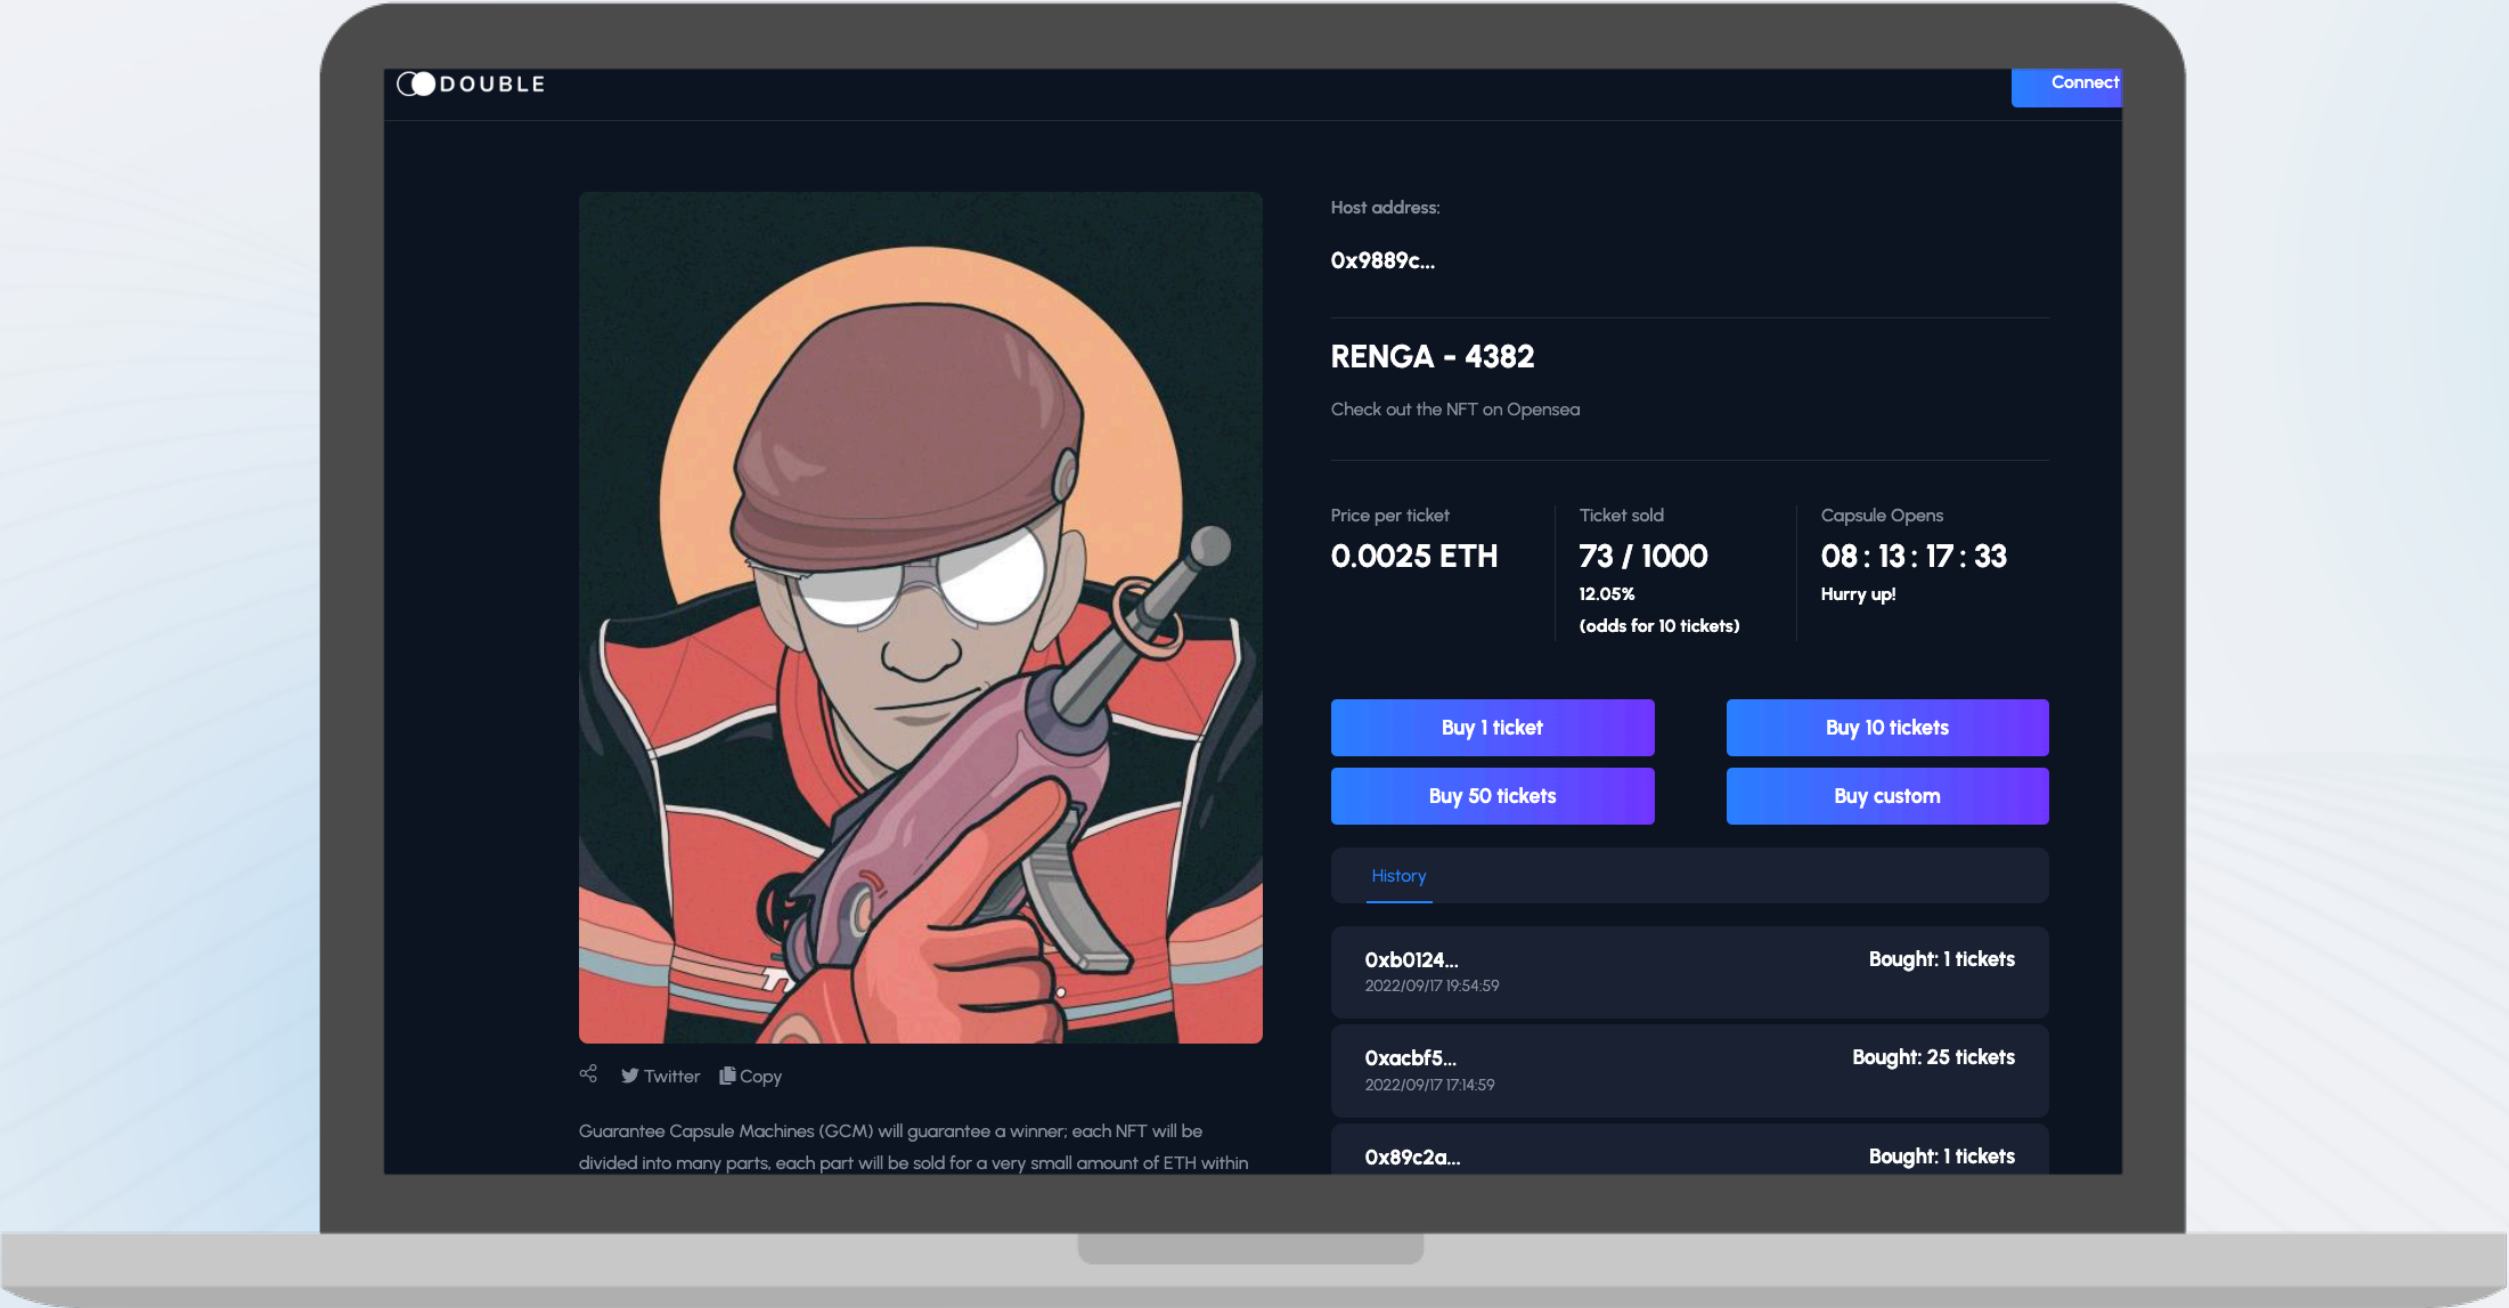 DOUBLE
Connect
Host address:
0x9889c...
RENGA - 4382
Check out the NFT on Opensea
Price per ticket
0.0025 ETH
Ticket sold
73 / 1000
12.05%
(odds for 10 tickets)
Capsule Opens
08 : 13 : 17 : 33
Hurry up!
Buy 1 ticket
Buy 10 tickets
Buy 50 tickets
Buy custom
History
0xb0124...
Bought: 1 tickets
2022/09/17 19:54:59
0xacbf5...
Bought: 25 tickets
2022/09/17 17:14:59
0x89c2a...
Bought: 1 tickets
Twitter
Copy
Guarantee Capsule Machines (GCM) will guarantee a winner; each NFT will be
divided into many parts, each part will be sold for a very small amount of ETH within